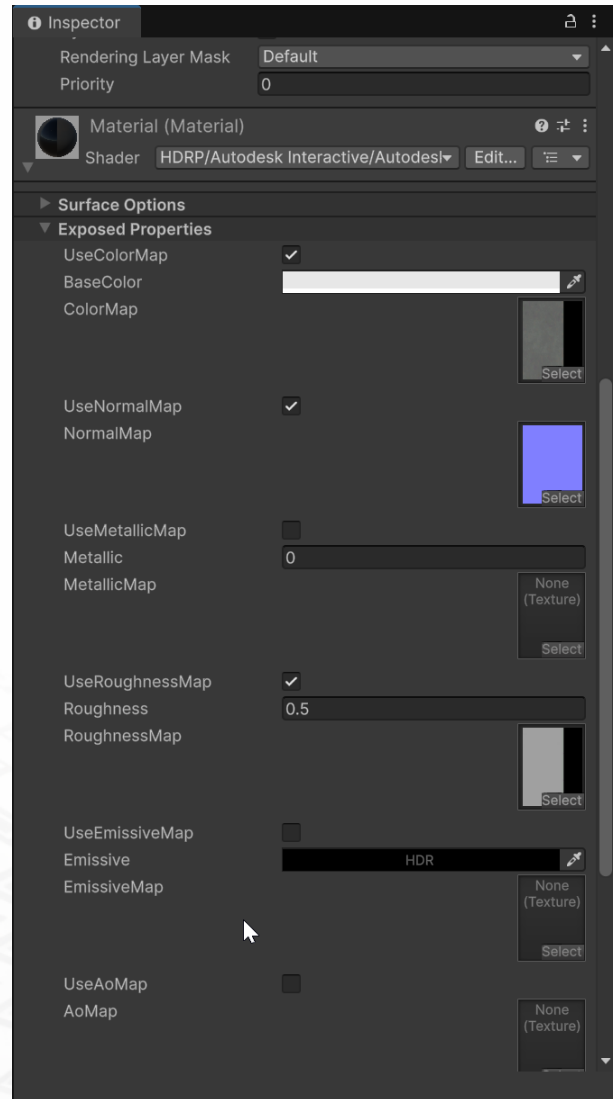 Inspector
Rendering Layer Mask Default
Priority 0
Material (Material)
Shader HDRP/Autodesk Interactive/Autodesl Edit...
Surface Options
Exposed Properties
UseColorMap
BaseColor
ColorMap
Select
UseNormalMap
NormalMap
Select
UseMetallicMap
Metallic 0
MetallicMap None
(Texture)
Select
UseRoughnessMap
Roughness 0.5
RoughnessMap
Select
UseEmissiveMap
Emissive HDR
EmissiveMap None
(Texture)
Select
UseAoMap
AoMap None
(Texture)